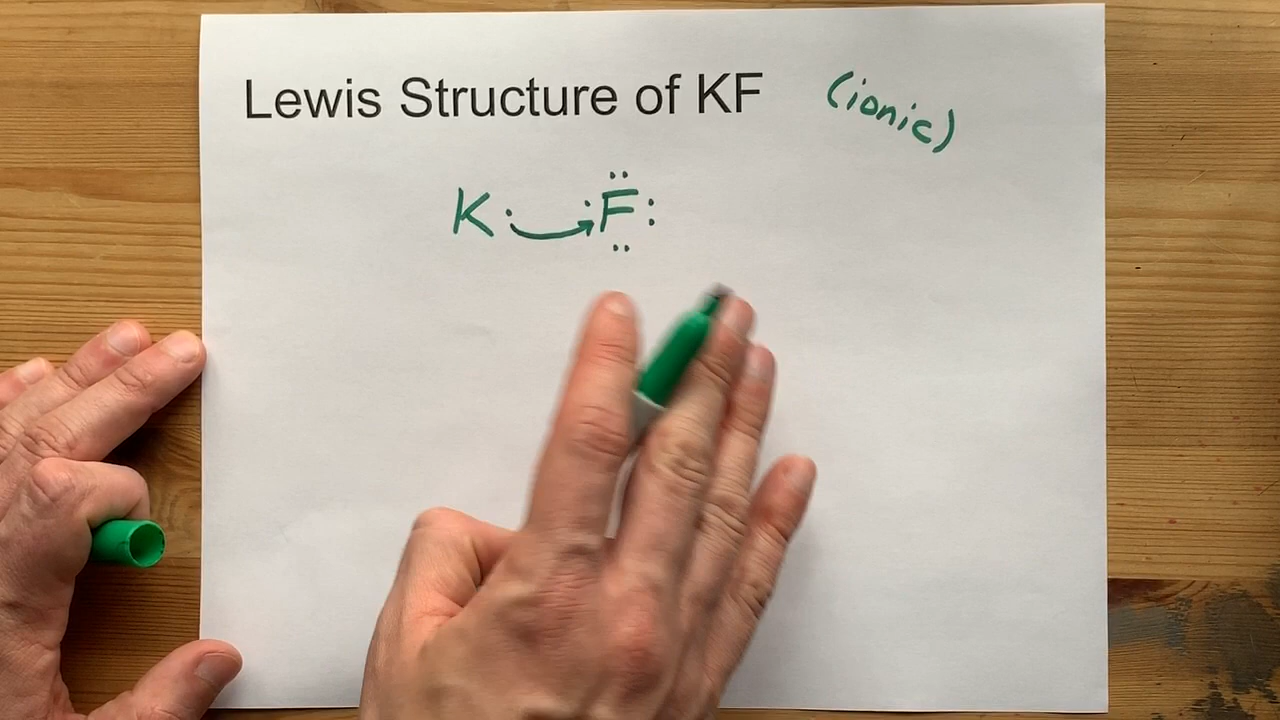 Lewis Structure of KF (ionic)
K· ·F: